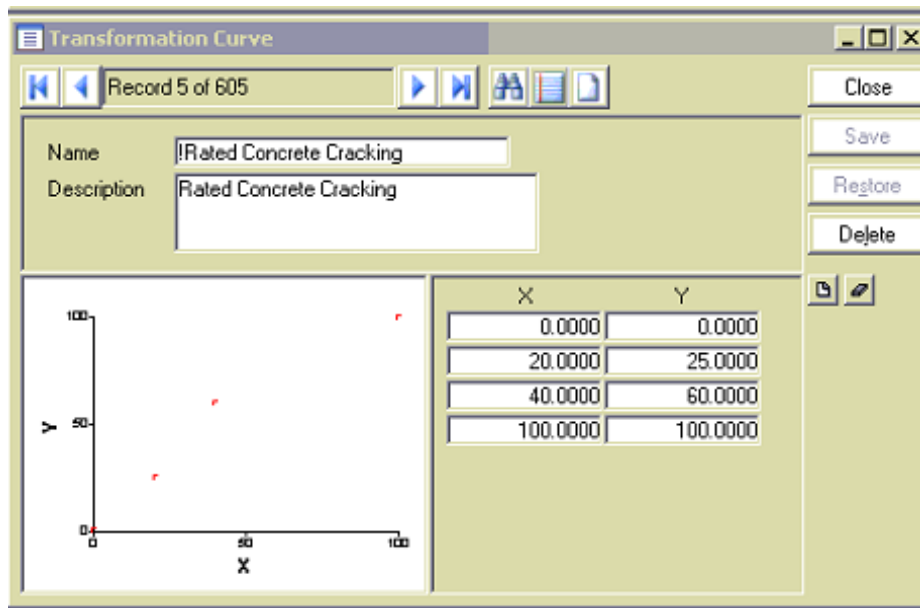 Transformation Curve
Record 5 of 605
Close
Save
Restore
Delete
Name
!Rated Concrete Cracking
Description
Rated Concrete Cracking
100
50
0
Y
0
50
100
X
X Y
0.0000 0.0000
20.0000 25.0000
40.0000 60.0000
100.0000 100.0000